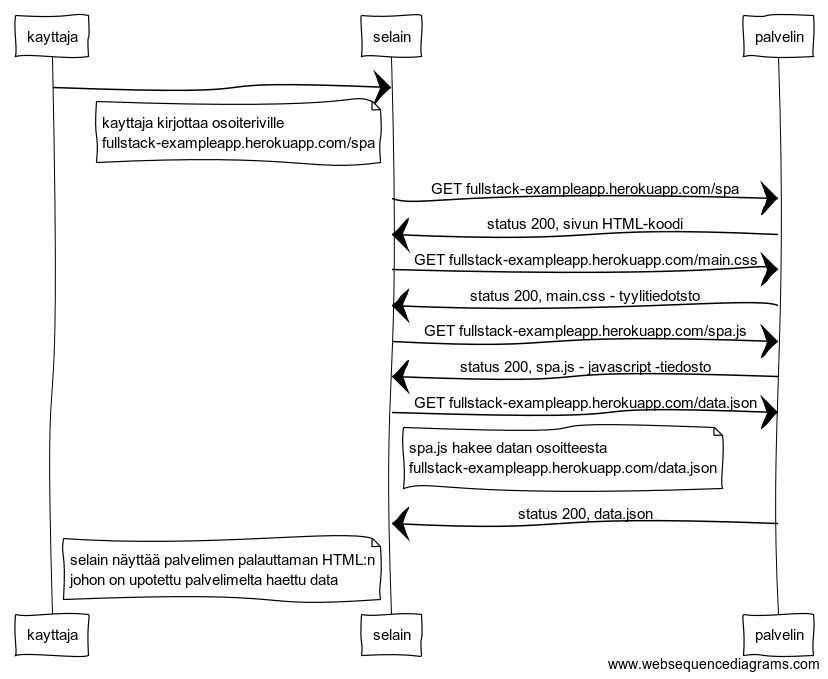 kayttaja
selain
palvelin
kayttaja kirjottaa osoiteriville
fullstack-exampleapp.herokuapp.com/spa
GET fullstack-exampleapp.herokuapp.com/spa
status 200, sivun HTML-koodi
GET fullstack-exampleapp.herokuapp.com/main.css
status 200, main.css - tyylitiedotsto
GET fullstack-exampleapp.herokuapp.com/spa.js
status 200, spa.js - javascript -tiedosto
GET fullstack-exampleapp.herokuapp.com/data.json
spa.js hakee datan osoitteesta
fullstack-exampleapp.herokuapp.com/data.json
status 200, data.json
selain näyttää palvelimen palauttaman HTML:n
johon on upotettu palvelimelta haettu data
kayttaja
selain
palvelin
www.websequencediagrams.com